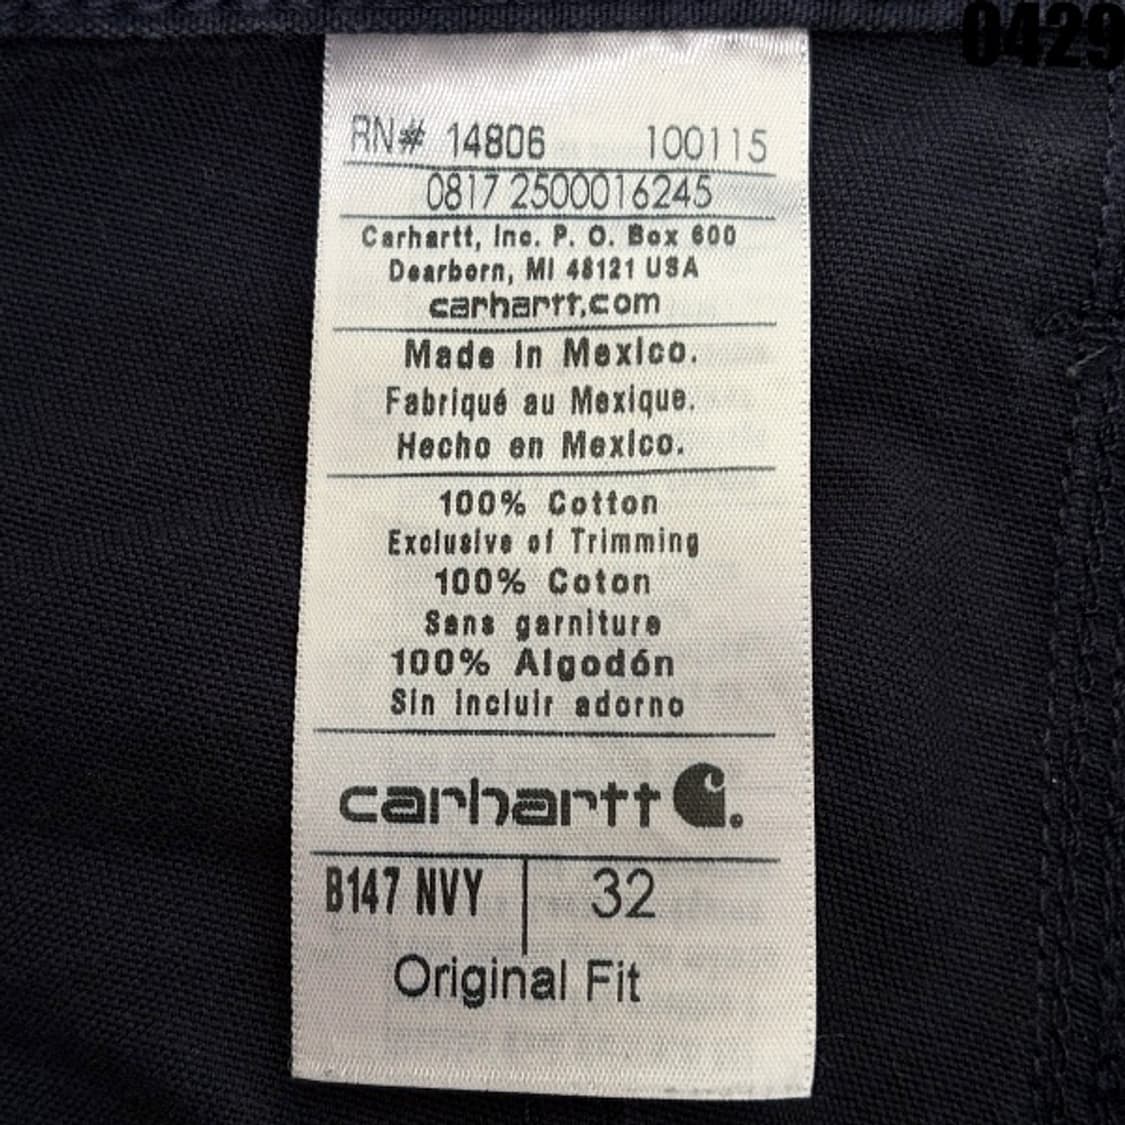 0429
RN# 14806 100115
0817 2500016245
Carhartt, Inc. P. O. Box 600
Dearborn, MI 48121 USA
carhartt.com
Made in Mexico.
Fabriqué au Mexique.
Hecho en Mexico.
100% Cotton
Exclusive of Trimming
100% Coton
Sans garniture
100% Algodón
Sin incluir adorno
carhartt
B147 NVY 32
Original Fit